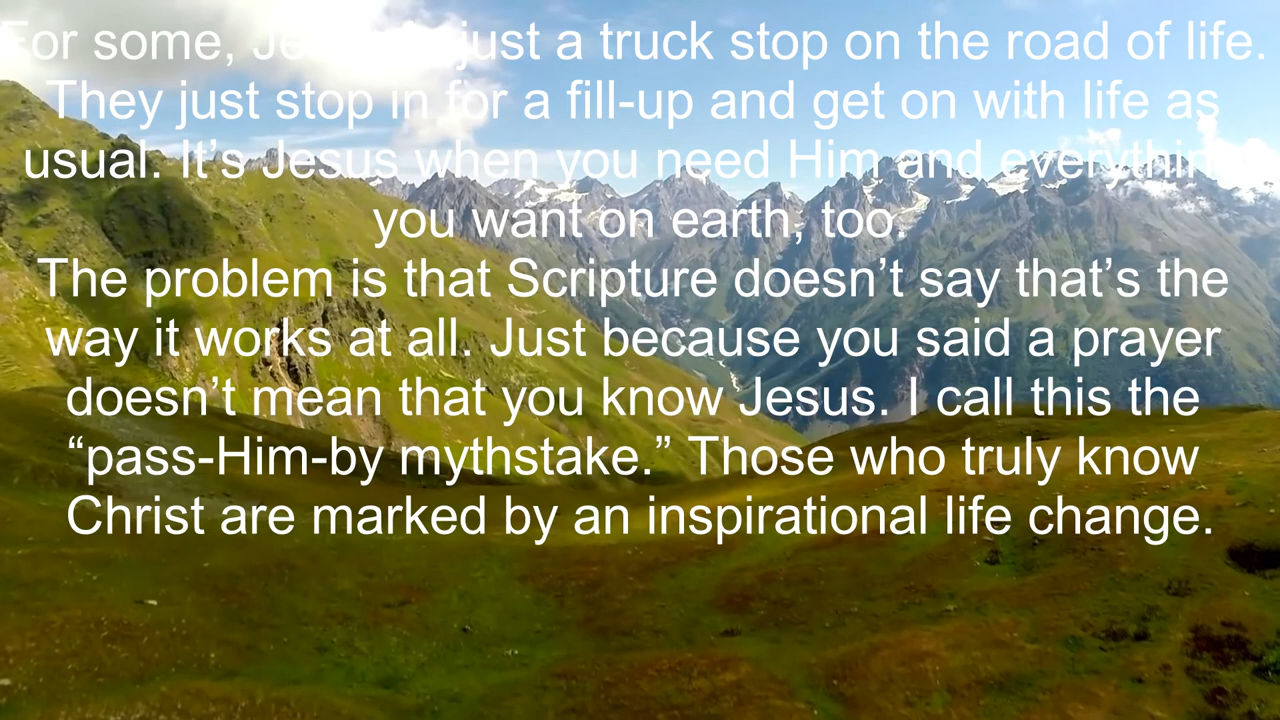 For some, Je just a truck stop on the road of life.
They just stop in for a fill-up and get on with life as
usual. It’s Jesus when you need Him and everything
you want on earth, too.
The problem is that Scripture doesn’t say that’s the
way it works at all. Just because you said a prayer
doesn’t mean that you know Jesus. I call this the
“pass-Him-by mythstake.” Those who truly know
Christ are marked by an inspirational life change.